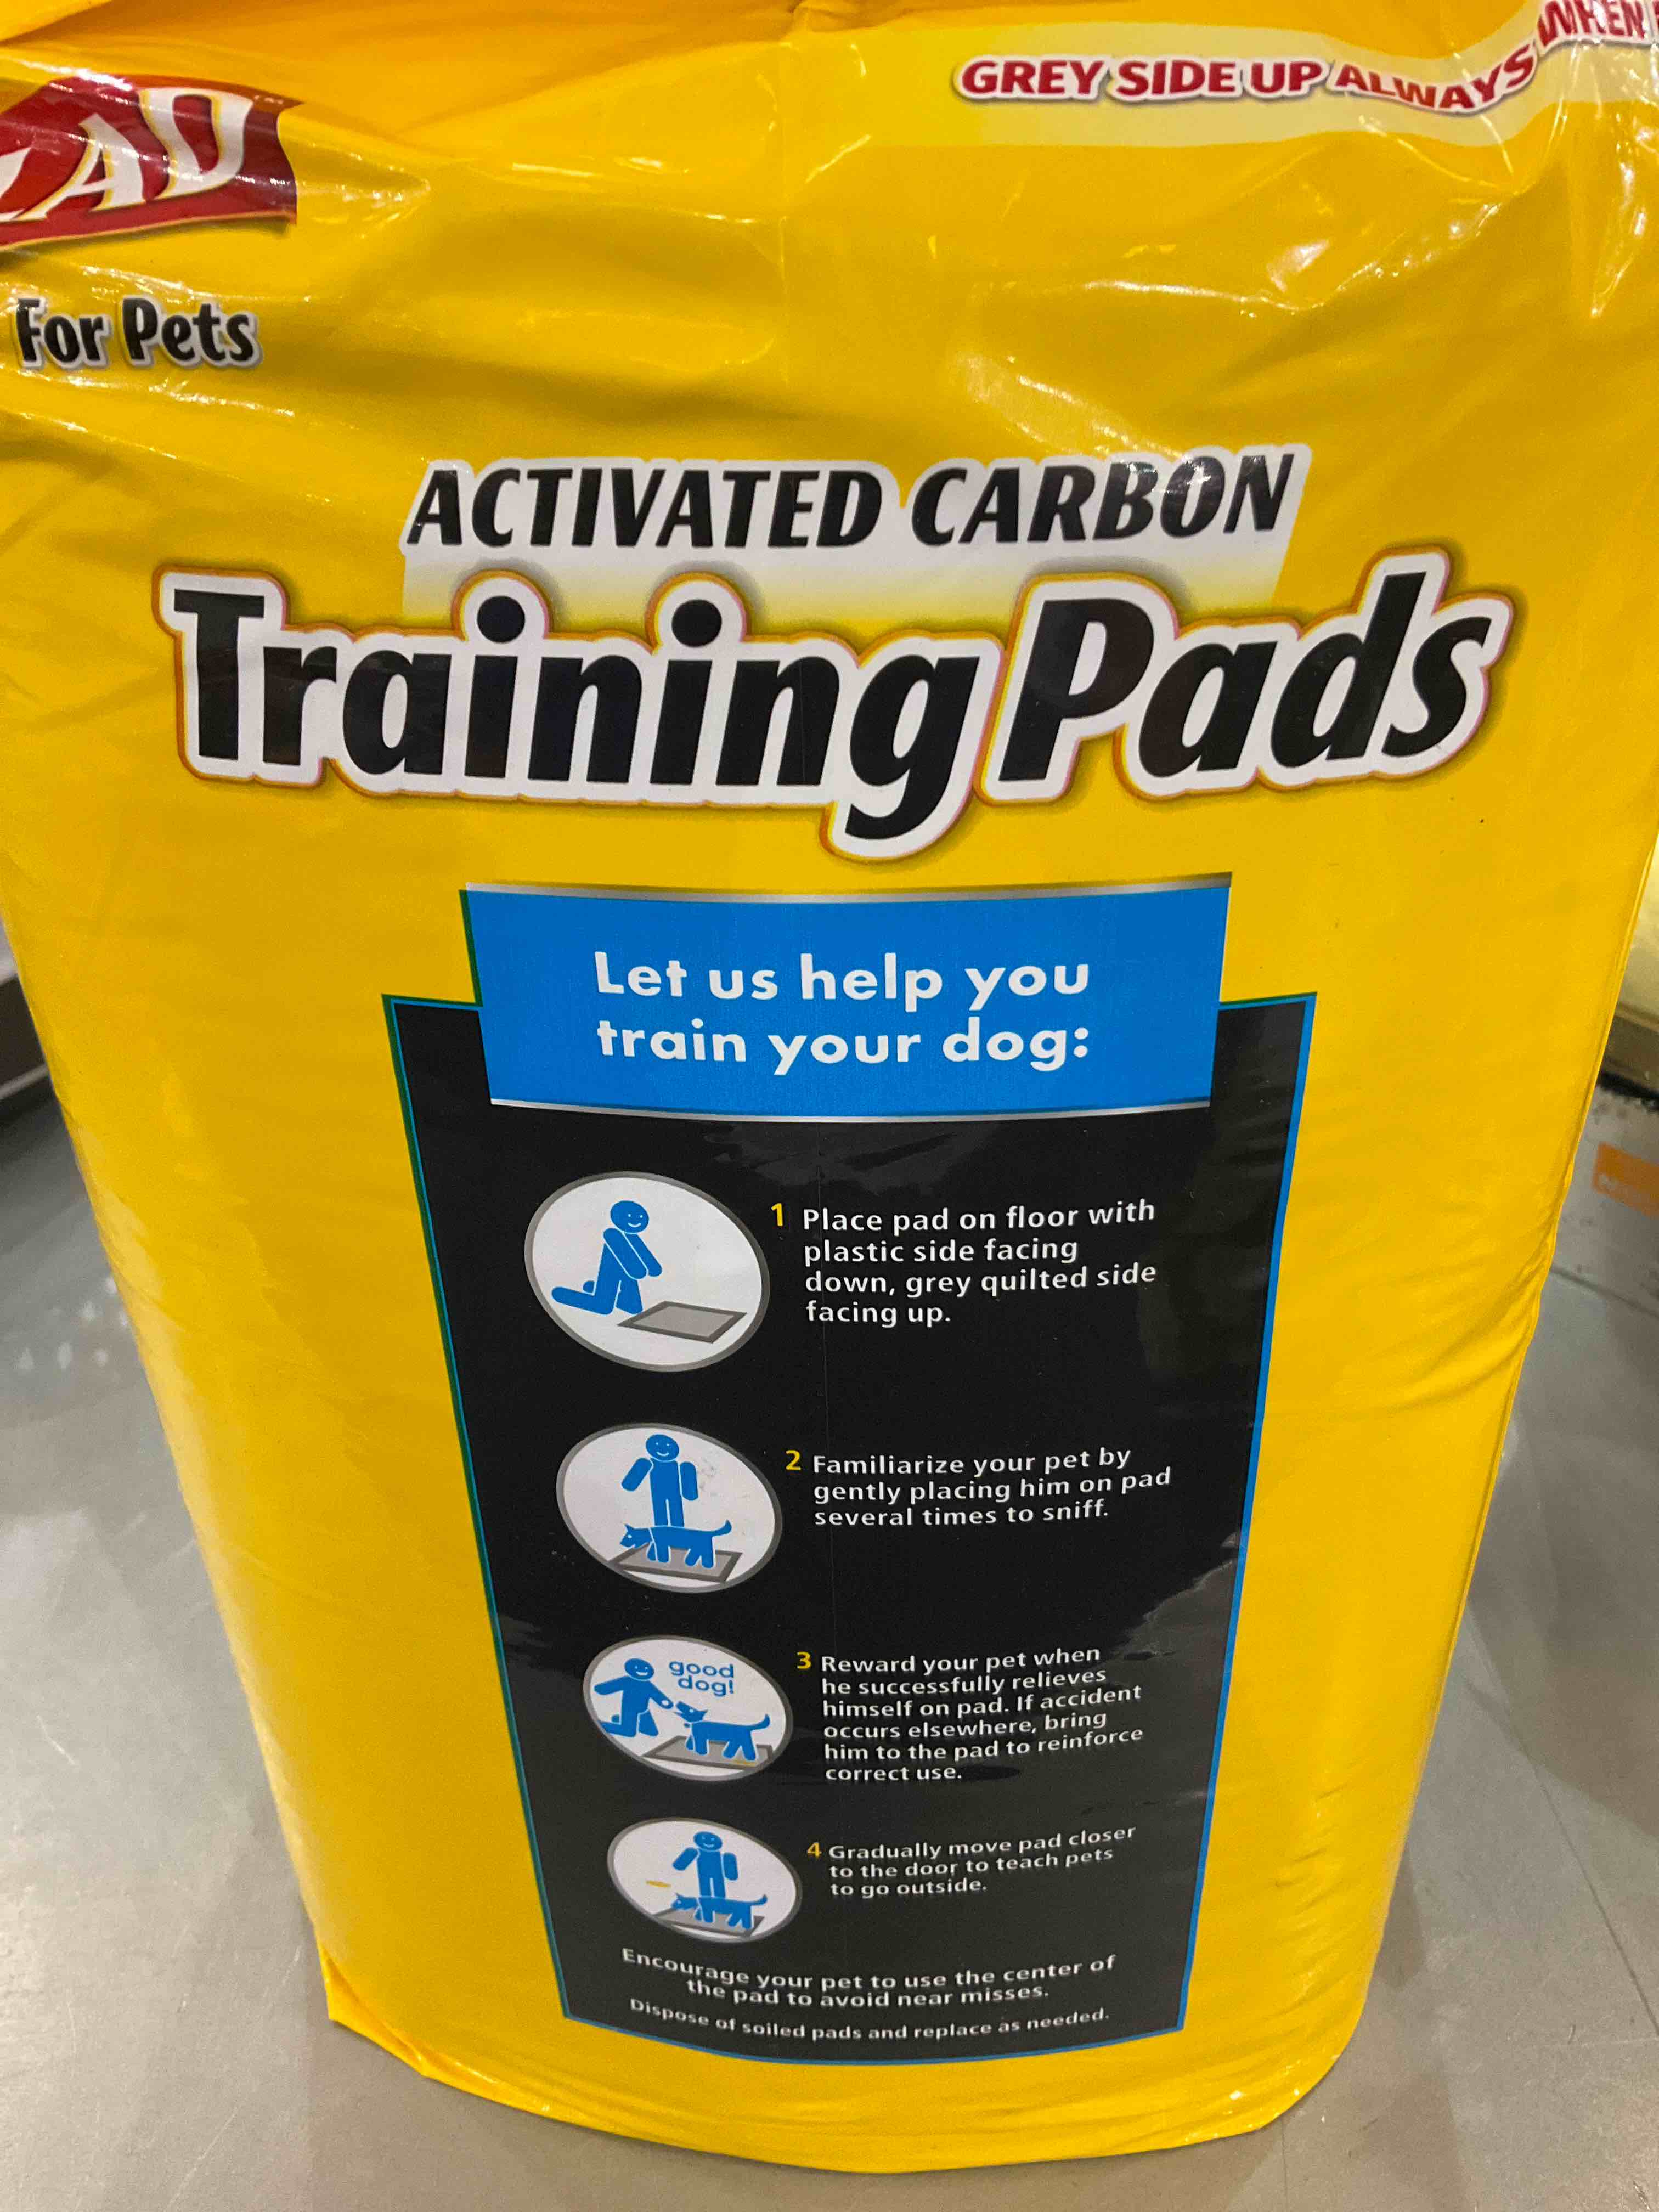 GREY SIDE UP ALWAYS WHEN
For Pets
ACTIVATED CARBON
Training Pads
Let us help you
train your dog:
1 Place pad on floor with
plastic side facing
down, grey quilted side
facing up.
2 Familiarize your pet by
gently placing him on pad
several times to sniff.
good
dog!
3 Reward your pet when
he successfully relieves
himself on pad. If accident
occurs elsewhere, bring
him to the pad to reinforce
correct use.
4 Gradually move pad closer
to the door to teach pets
to go outside.
Encourage your pet to use the center of
the pad to avoid near misses.
Dispose of soiled pads and replace as needed.